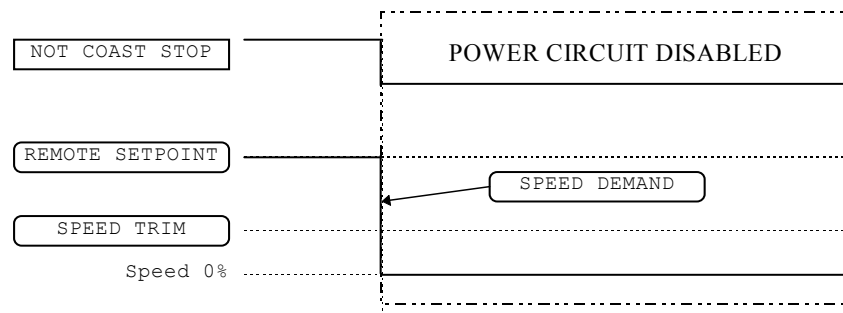 NOT COAST STOP
POWER CIRCUIT DISABLED
REMOTE SETPOINT
SPEED DEMAND
SPEED TRIM
Speed 0%